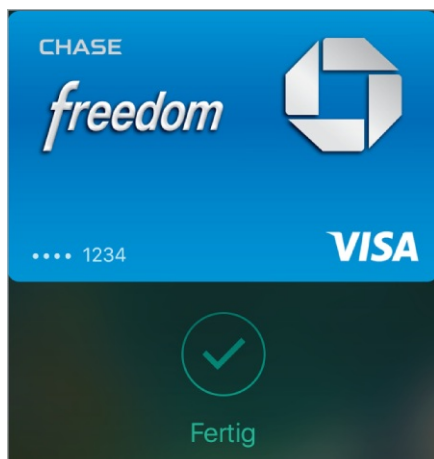 CHASE
freedom
•••• 1234
VISA
Fertig